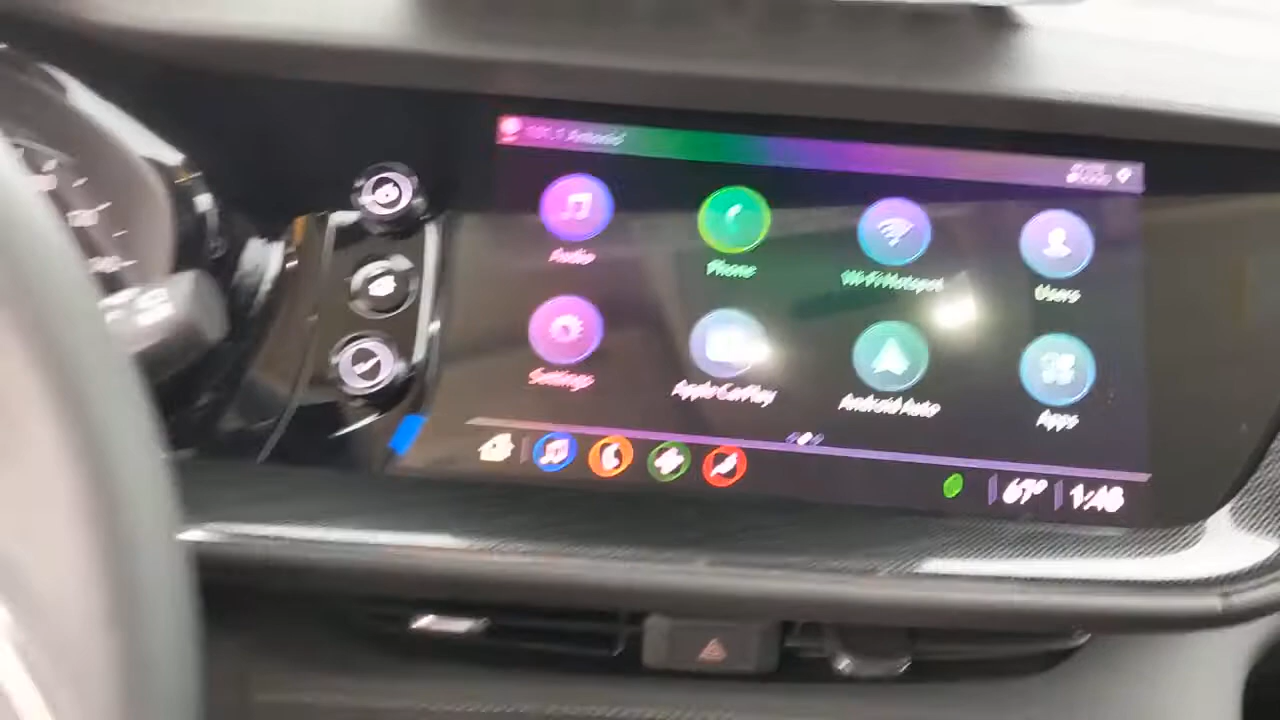 Audio
Phone
Wi-Fi Hotspot
Users
Settings
Apple CarPlay
Android Auto
Apps
67°
1:48